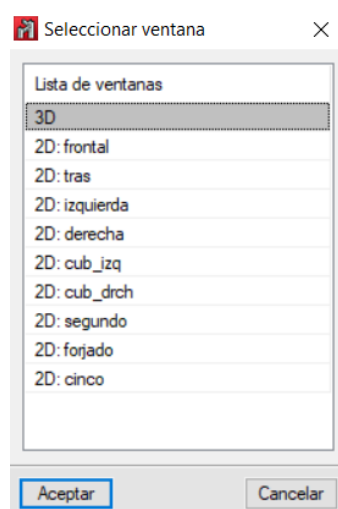 Seleccionar ventana
Lista de ventanas
3D
2D: frontal
2D: tras
2D: izquierda
2D: derecha
2D: cub_izq
2D: cub_drch
2D: segundo
2D: forjado
2D: cinco
Aceptar Cancelar